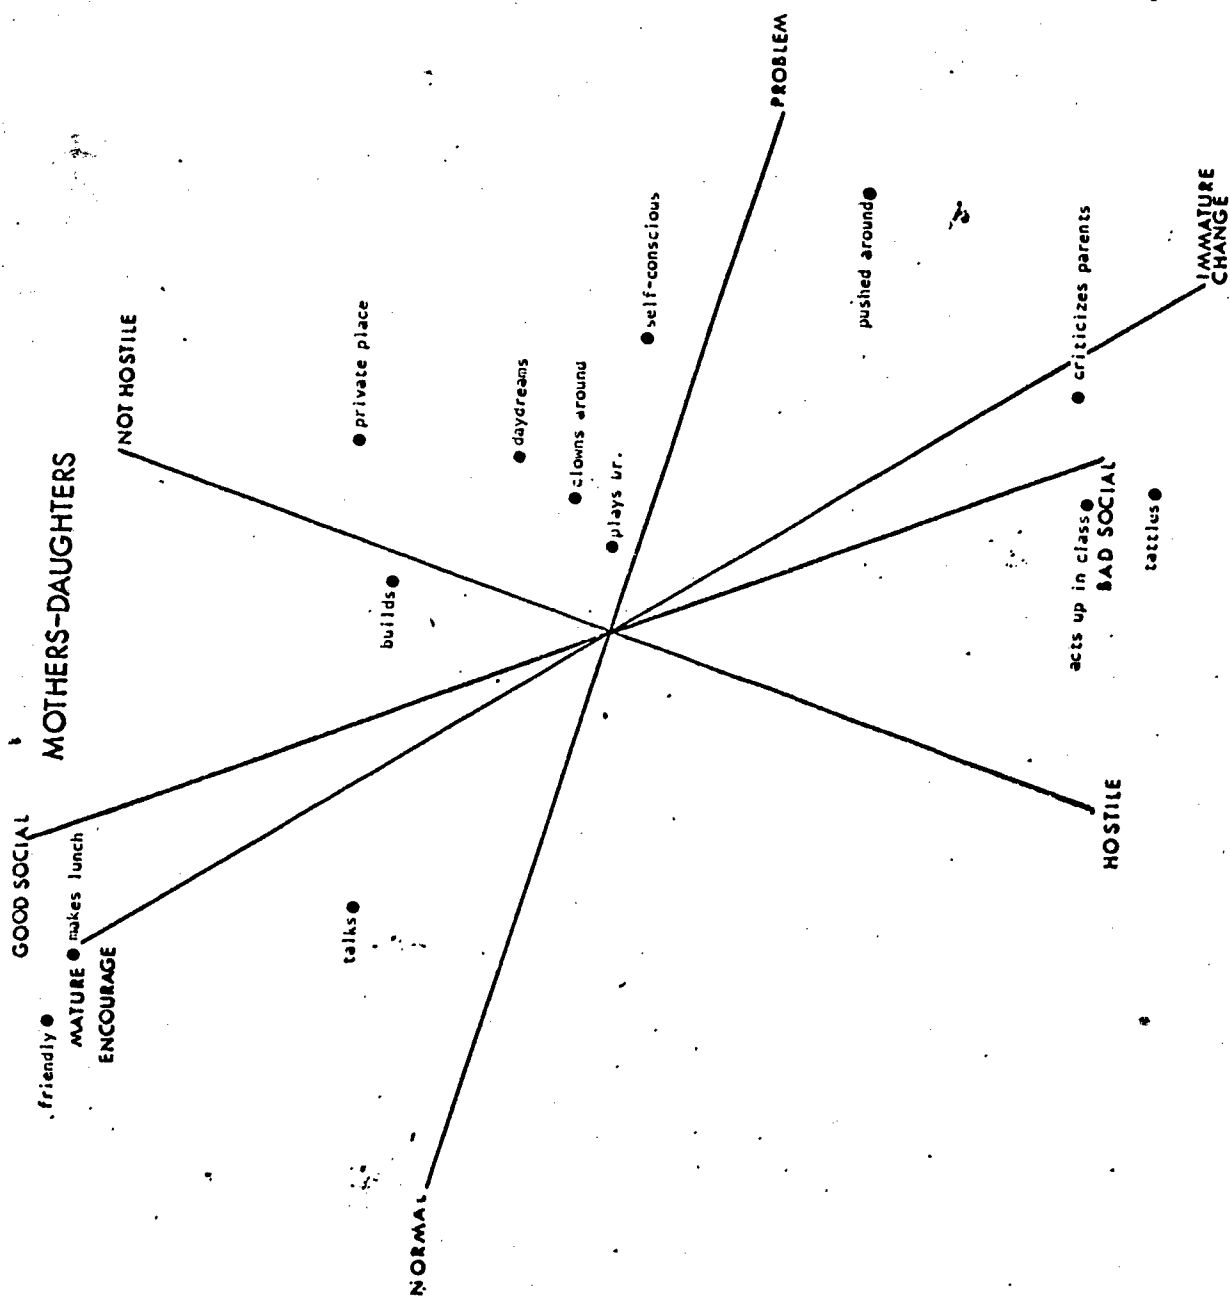 MOTHERS-DAUGHTERS
GOOD SOCIAL
friendly
MATURE
makes lunch
ENCOURAGE
NOT HOSTILE
private place
builds
talks
daydreams
clowns around
plays
self-conscious
NORMAL
PROBLEM
pushed around
criticizes parents
acts up in class
BAD SOCIAL
tattles
HOSTILE
IMMATURE
CHANGE